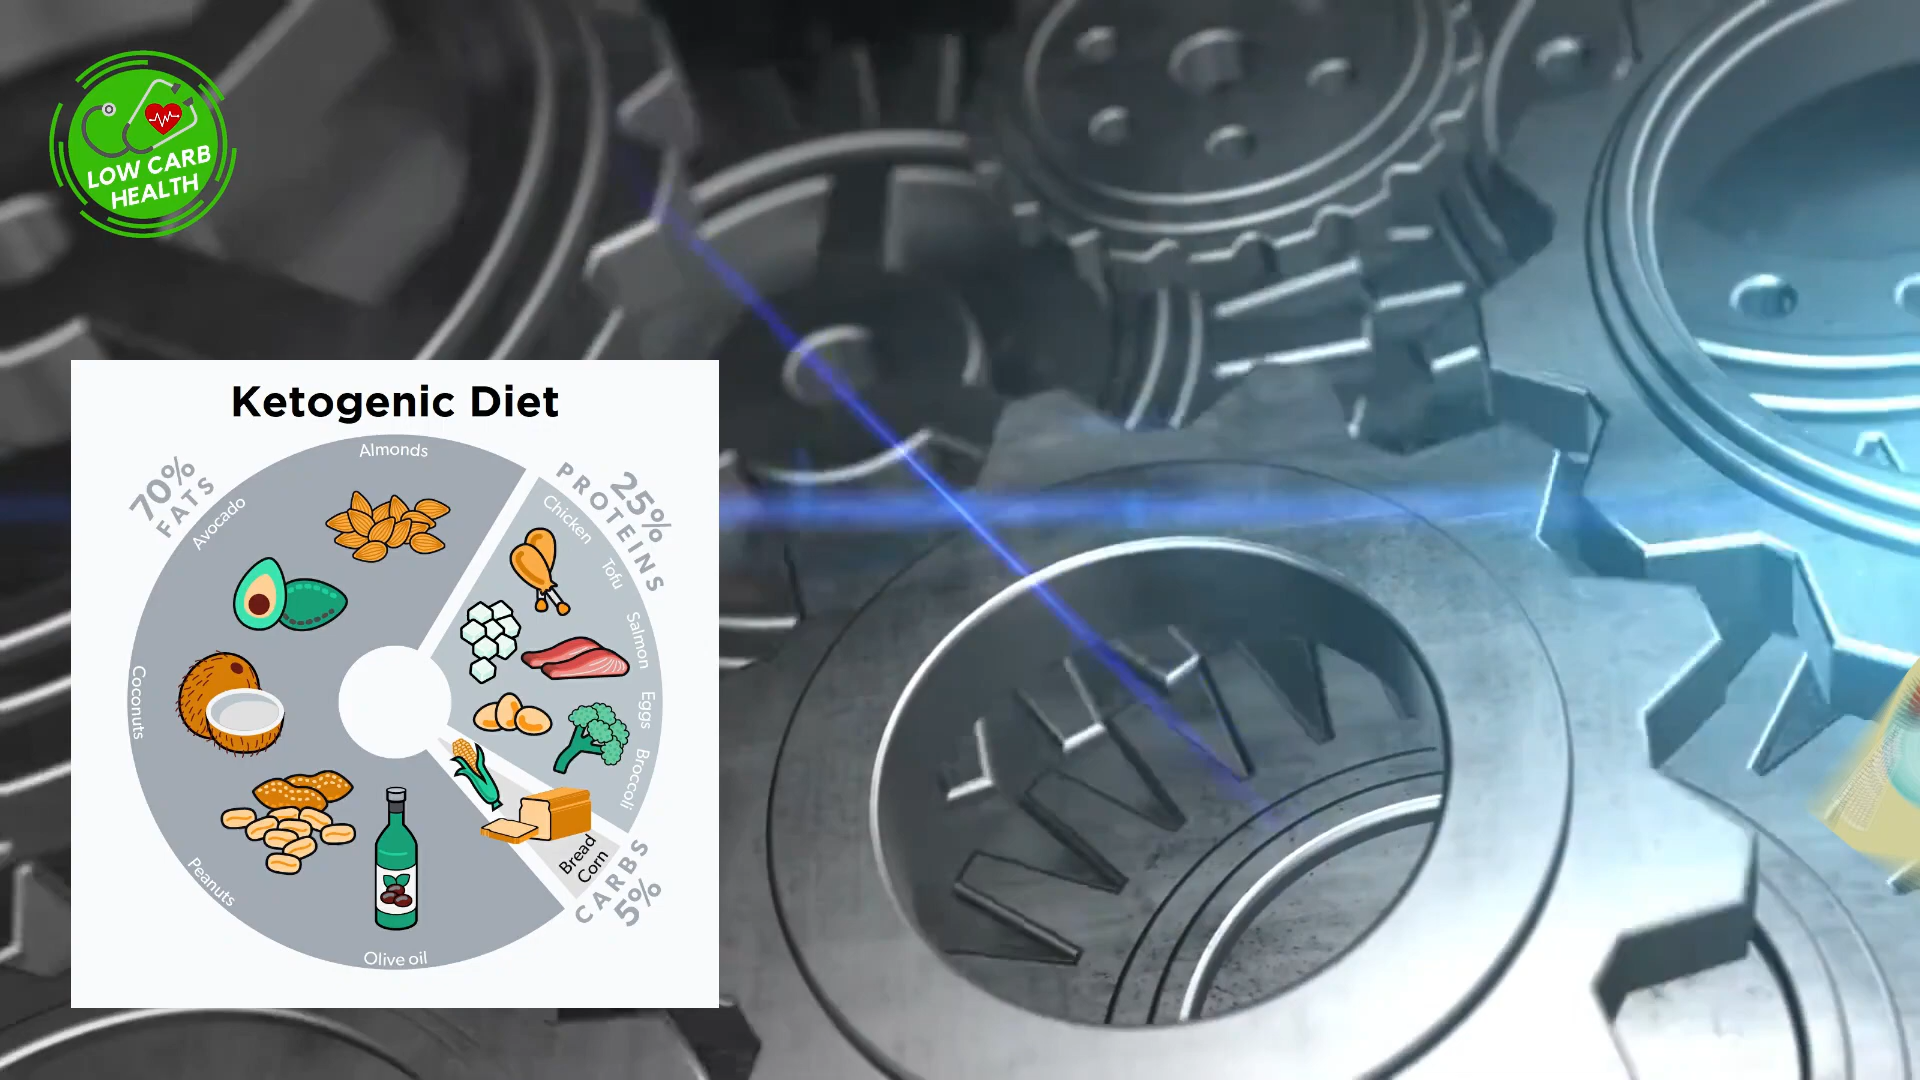 LOW CARB
HEALTH
Ketogenic Diet
70%
FATS
Almonds
Avocado
Coconuts
Peanuts
Olive oil
25%
PROTEINS
Chicken
Tofu
Salmon
Eggs
Broccoli
Bread
Corn
CARBS
5%